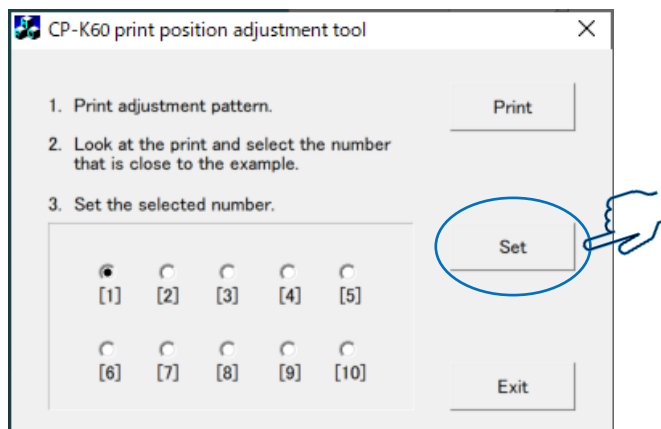 CP-K60 print position adjustment tool
1. Print adjustment pattern.
Print
2. Look at the print and select the number
that is close to the example.
3. Set the selected number.
Set
[1] [2] [3] [4] [5]
[6] [7] [8] [9] [10]
Exit